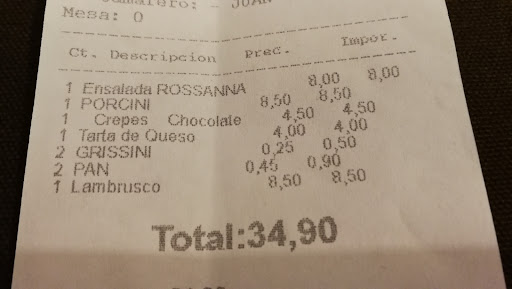 Camarero: - JUAN
Mesa: 0
Ct. Descripcion Prec. Impor.
1 Ensalada ROSSANNA 8,00 8,00
1 PORCINI 8,50 8,50
1 Crepes Chocolate 4,50 4,50
1 Tarta de Queso 4,00 4,00
2 GRISSINI 0,25 0,50
2 PAN 0,45 0,90
1 Lambrusco 8,50 8,50
Total:34,90